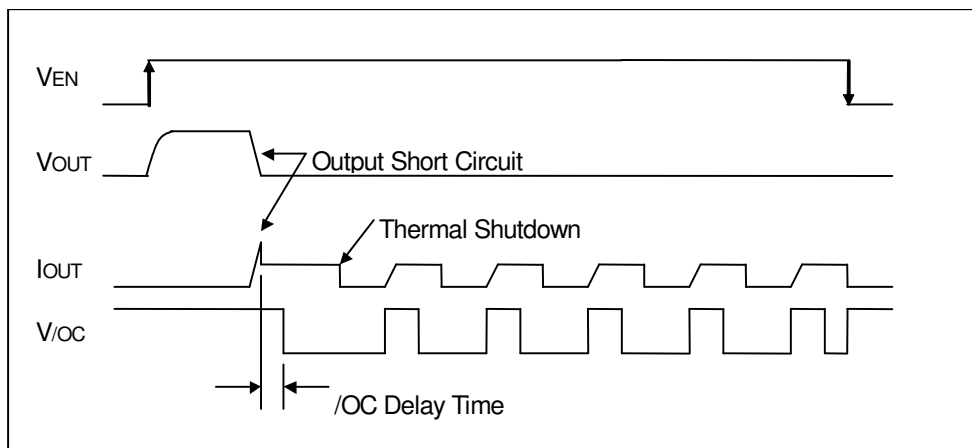 VEN
VOUT
Output Short Circuit
Thermal Shutdown
IOUT
V/OC
/OC Delay Time